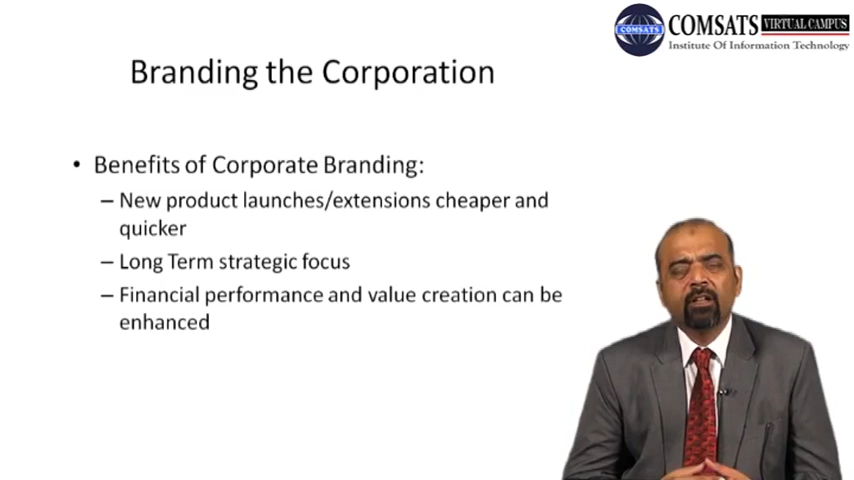 COMSATS VIRTUAL CAMPUS
COMSATS
Institute Of Information Technology
Branding the Corporation
• Benefits of Corporate Branding:
– New product launches/extensions cheaper and
quicker
– Long Term strategic focus
– Financial performance and value creation can be
enhanced